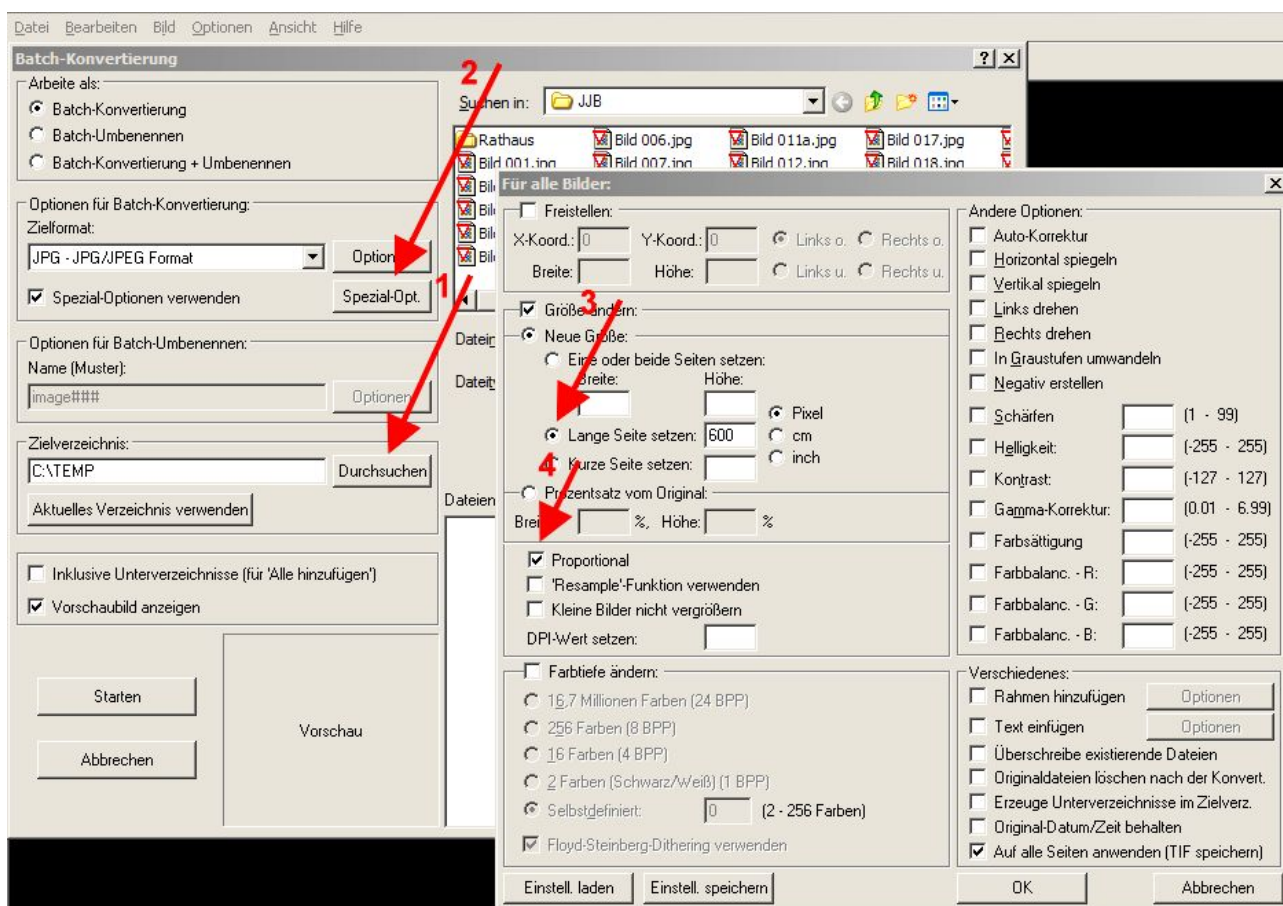 Datei Bearbeiten Bild Optionen Ansicht Hilfe
Batch-Konvertierung
Arbeite als:
Batch-Konvertierung
Batch-Umbenennen
Batch-Konvertierung + Umbenennen
Optionen für Batch-Konvertierung:
Zielformat:
JPG - JPG/JPEG Format
Spezial-Optionen verwenden
Spezial-Opt.
Optionen für Batch-Umbenennen:
Name (Muster):
image###
Optionen
Zielverzeichnis:
C:\TEMP
Durchsuchen
Aktuelles Verzeichnis verwenden
Inklusive Unterverzeichnisse (für 'Alle hinzufügen')
Vorschaubild anzeigen
Starten
Abbrechen
Vorschau
2
1
3
4
Suchen in: JJB
Rathaus Bild 006.jpg Bild 011a.jpg Bild 017.jpg
Bild 001.jpg Bild 007.jpg Bild 012.jpg Bild 018.jpg
Dateien
Für alle Bilder:
Freistellen:
X-Koord.: 0 Y-Koord.: 0 Links o. Rechts o.
Breite: Höhe: Links u. Rechts u.
Größe ändern:
Neue Größe:
Eine oder beide Seiten setzen:
Breite: Höhe:
Pixel
Lange Seite setzen: 600 cm
Kurze Seite setzen: inch
Prozentsatz vom Original:
%, Höhe: %
Proportional
'Resample'-Funktion verwenden
Kleine Bilder nicht vergrößern
DPI-Wert setzen:
Farbtiefe ändern:
16,7 Millionen Farben (24 BPP)
256 Farben (8 BPP)
16 Farben (4 BPP)
2 Farben (Schwarz/Weiß) (1 BPP)
Selbstdefiniert: 0 (2 - 256 Farben)
Floyd-Steinberg-Dithering verwenden
Einstell. laden Einstell. speichern
Andere Optionen:
Auto-Korrektur
Horizontal spiegeln
Vertikal spiegeln
Links drehen
Rechts drehen
In Graustufen umwandeln
Negativ erstellen
Schärfen (1 - 99)
Helligkeit: (-255 - 255)
Kontrast: (-127 - 127)
Gamma-Korrektur: (0.01 - 6.99)
Farbsättigung (-255 - 255)
Farbbalanc. - R: (-255 - 255)
Farbbalanc. - G: (-255 - 255)
Farbbalanc. - B: (-255 - 255)
Verschiedenes:
Rahmen hinzufügen Optionen
Text einfügen Optionen
Überschreibe existierende Dateien
Originaldateien löschen nach der Konvert.
Erzeuge Unterverzeichnisse im Zielverz.
Original-Datum/Zeit behalten
Auf alle Seiten anwenden (TIF speichern)
OK Abbrechen